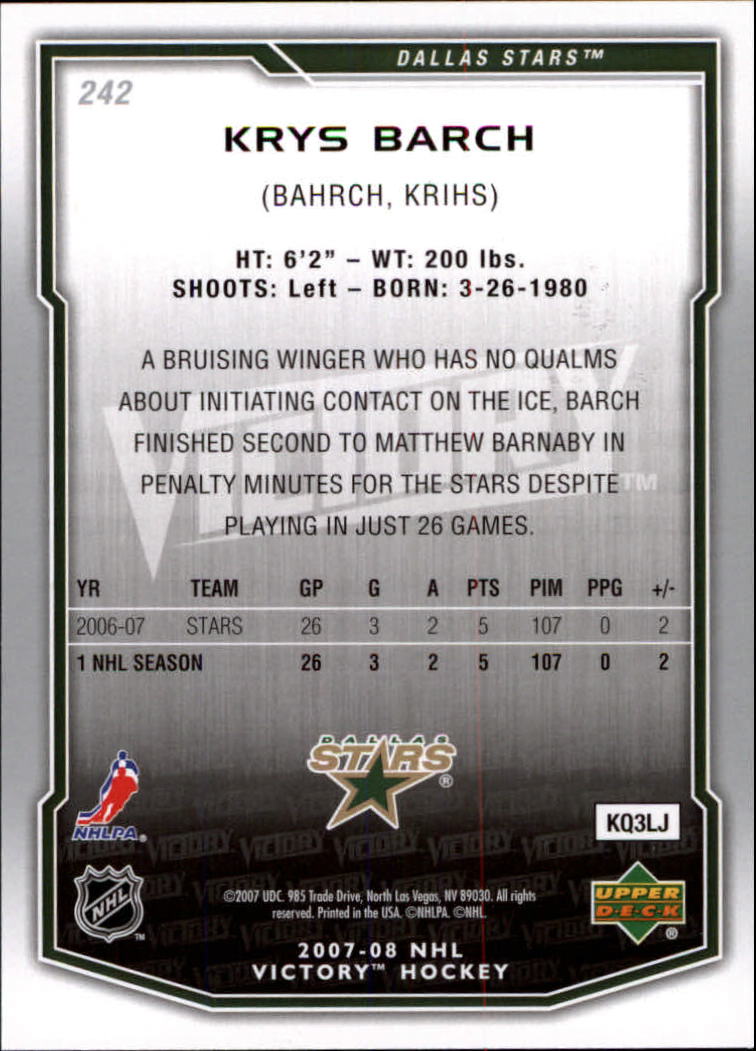 DALLAS STARS™
242
KRYS BARCH
(BAHRCH, KRIHS)
HT: 6'2" – WT: 200 lbs.
SHOOTS: Left – BORN: 3-26-1980
A BRUISING WINGER WHO HAS NO QUALMS
ABOUT INITIATING CONTACT ON THE ICE, BARCH
FINISHED SECOND TO MATTHEW BARNABY IN
PENALTY MINUTES FOR THE STARS DESPITE
PLAYING IN JUST 26 GAMES.
VICTORY™
YR TEAM GP G A PTS PIM PPG +/-
2006-07 STARS 26 3 2 5 107 0 2
1 NHL SEASON 26 3 2 5 107 0 2
DALLAS
STARS®
NHLPA®
KQ3LJ
NHL™
©2007 UDC. 985 Trade Drive, North Las Vegas, NV 89030. All rights
reserved. Printed in the USA. ©NHLPA. ©NHL.
UPPER
DECK®
2007-08 NHL
VICTORY™ HOCKEY